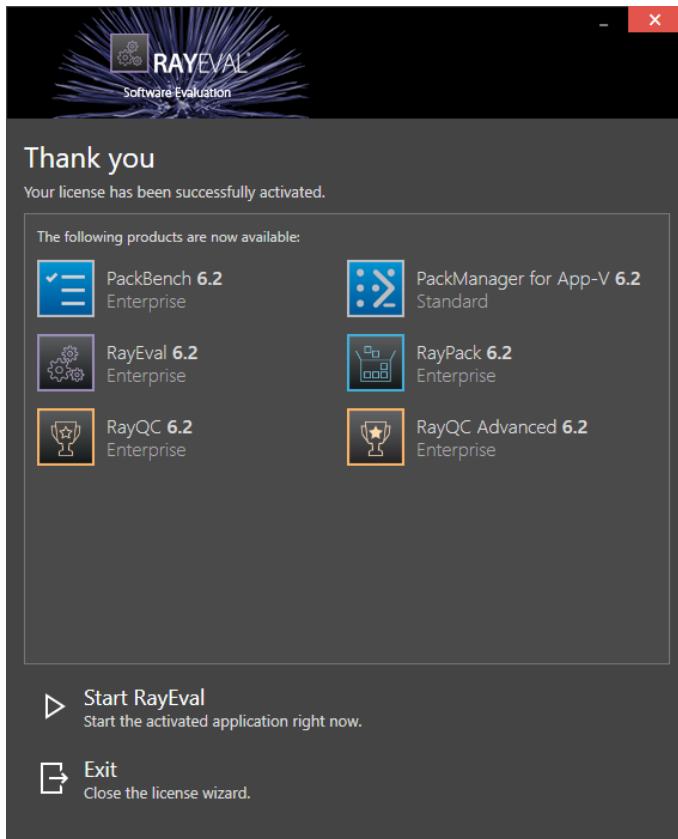 RAYEVAL
Software Evaluation
Thank you
Your license has been successfully activated.
The following products are now available:
PackBench 6.2
Enterprise
PackManager for App-V 6.2
Standard
RayEval 6.2
Enterprise
RayPack 6.2
Enterprise
RayQC 6.2
Enterprise
RayQC Advanced 6.2
Enterprise
Start RayEval
Start the activated application right now.
Exit
Close the license wizard.